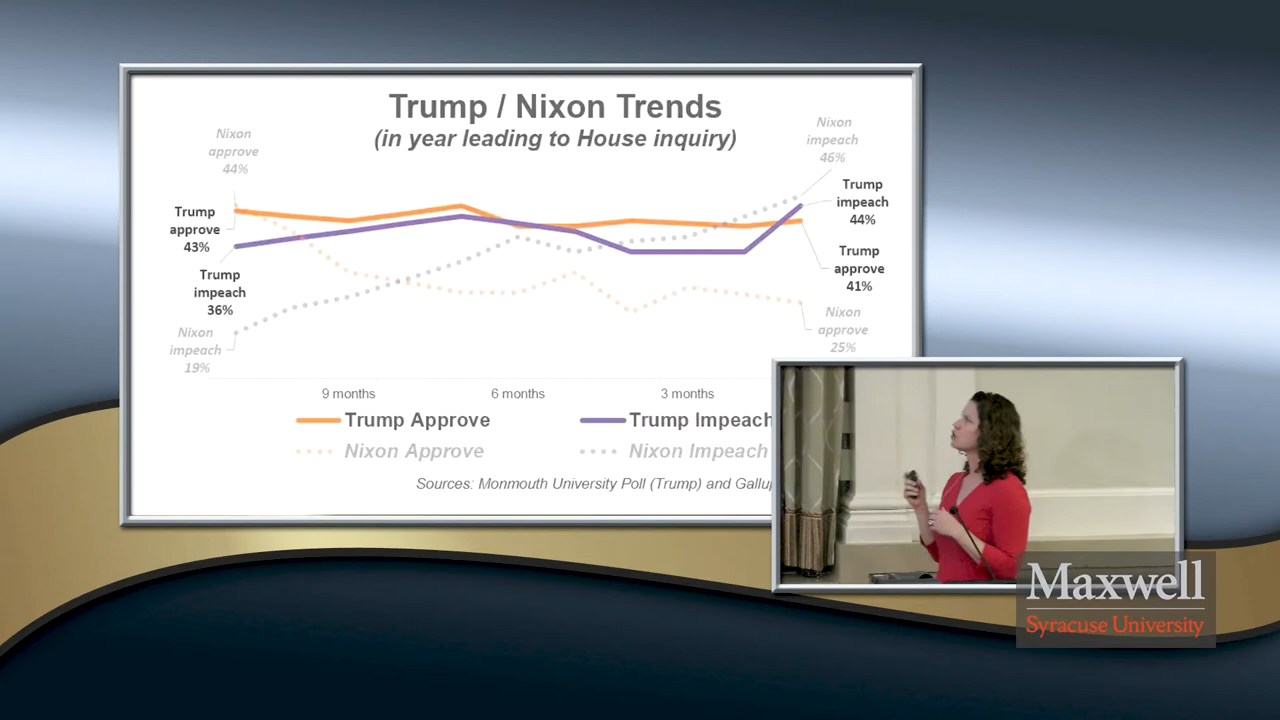 Trump / Nixon Trends
(in year leading to House inquiry)
Nixon
approve
44%
Trump
approve
43%
Trump
impeach
36%
Nixon
impeach
19%
Nixon
impeach
46%
Trump
impeach
44%
Trump
approve
41%
Nixon
approve
25%
9 months
6 months
3 months
Trump Approve
Trump Impeach
Nixon Approve
Nixon Impeach
Sources: Monmouth University Poll (Trump) and
Maxwell
Syracuse University